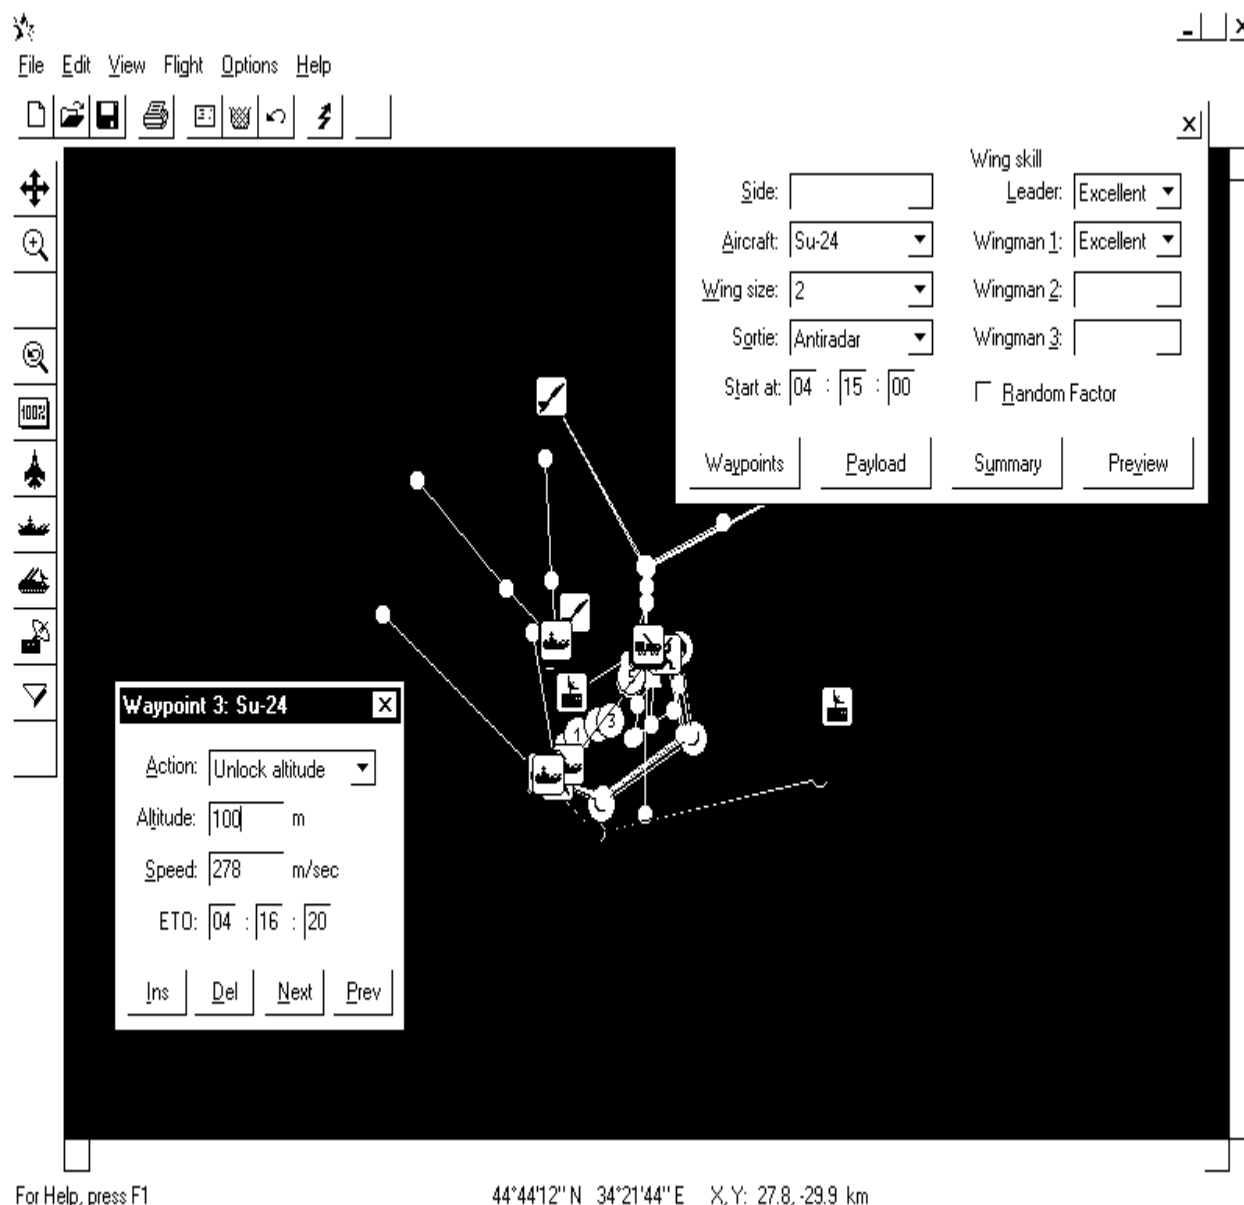 File Edit View Flight Options Help
Wing skill
Side:
Leader: Excellent
Aircraft: Su-24
Wingman 1: Excellent
Wing size: 2
Wingman 2:
Sortie: Antiradar
Wingman 3:
Start at: 04 : 15 : 00
Random Factor
Waypoints Payload Summary Preview
100%
Waypoint 3: Su-24
Action: Unlock altitude
Altitude: 100 m
Speed: 278 m/sec
ETO: 04 : 16 : 20
Ins Del Next Prev
1 3
5
For Help, press F1 44°44'12" N 34°21'44" E X, Y: 27.8, -29.9 km